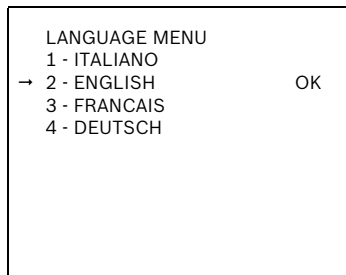 LANGUAGE MENU
1 - ITALIANO
→ 2 - ENGLISH OK
3 - FRANCAIS
4 - DEUTSCH